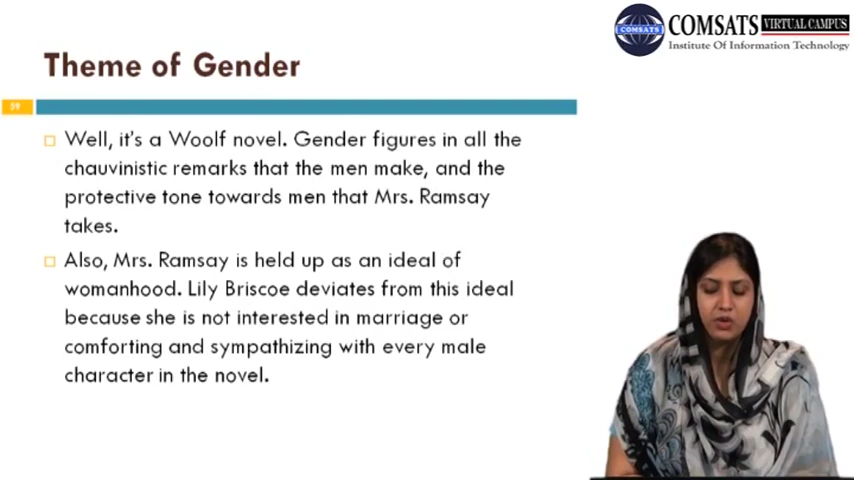 COMSATS VIRTUAL CAMPUS
COMSATS
Institute Of Information Technology
Theme of Gender
39
Well, it's a Woolf novel. Gender figures in all the
chauvinistic remarks that the men make, and the
protective tone towards men that Mrs. Ramsay
takes.
Also, Mrs. Ramsay is held up as an ideal of
womanhood. Lily Briscoe deviates from this ideal
because she is not interested in marriage or
comforting and sympathizing with every male
character in the novel.